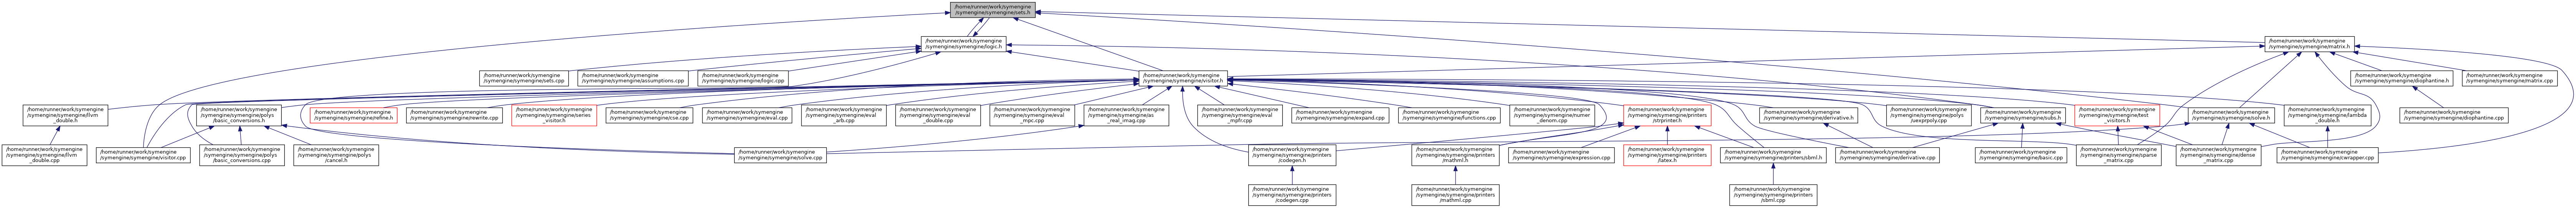 /home/runner/work/symengine
/symengine/symengine/sets.h
/home/runner/work/symengine
/symengine/symengine/logic.h
/home/runner/work/symengine
/symengine/symengine/matrix.h
/home/runner/work/symengine
/symengine/symengine/sets.cpp
/home/runner/work/symengine
/symengine/symengine/assumptions.cpp
/home/runner/work/symengine
/symengine/symengine/logic.cpp
/home/runner/work/symengine
/symengine/symengine/visitor.h
/home/runner/work/symengine
/symengine/symengine/diophantine.h
/home/runner/work/symengine
/symengine/symengine/matrix.cpp
/home/runner/work/symengine
/symengine/symengine/llvm
_double.h
/home/runner/work/symengine
/symengine/symengine/polys
/basic_conversions.h
/home/runner/work/symengine
/symengine/symengine/refine.h
/home/runner/work/symengine
/symengine/symengine/rewrite.cpp
/home/runner/work/symengine
/symengine/symengine/series
_visitor.h
/home/runner/work/symengine
/symengine/symengine/cse.cpp
/home/runner/work/symengine
/symengine/symengine/eval.cpp
/home/runner/work/symengine
/symengine/symengine/eval
_arb.cpp
/home/runner/work/symengine
/symengine/symengine/eval
_double.cpp
/home/runner/work/symengine
/symengine/symengine/eval
_mpc.cpp
/home/runner/work/symengine
/symengine/symengine/as
_real_imag.cpp
/home/runner/work/symengine
/symengine/symengine/eval
_mpfr.cpp
/home/runner/work/symengine
/symengine/symengine/expand.cpp
/home/runner/work/symengine
/symengine/symengine/functions.cpp
/home/runner/work/symengine
/symengine/symengine/numer
_denom.cpp
/home/runner/work/symengine
/symengine/symengine/printers
/strprinter.h
/home/runner/work/symengine
/symengine/symengine/derivative.h
/home/runner/work/symengine
/symengine/symengine/polys
/uexprpoly.cpp
/home/runner/work/symengine
/symengine/symengine/subs.h
/home/runner/work/symengine
/symengine/symengine/test
_visitors.h
/home/runner/work/symengine
/symengine/symengine/solve.h
/home/runner/work/symengine
/symengine/symengine/lambda
_double.h
/home/runner/work/symengine
/symengine/symengine/diophantine.cpp
/home/runner/work/symengine
/symengine/symengine/llvm
_double.cpp
/home/runner/work/symengine
/symengine/symengine/visitor.cpp
/home/runner/work/symengine
/symengine/symengine/polys
/basic_conversions.cpp
/home/runner/work/symengine
/symengine/symengine/polys
/cancel.h
/home/runner/work/symengine
/symengine/symengine/solve.cpp
/home/runner/work/symengine
/symengine/symengine/printers
/codegen.h
/home/runner/work/symengine
/symengine/symengine/printers
/mathml.h
/home/runner/work/symengine
/symengine/symengine/expression.cpp
/home/runner/work/symengine
/symengine/symengine/printers
/latex.h
/home/runner/work/symengine
/symengine/symengine/printers/sbml.h
/home/runner/work/symengine
/symengine/symengine/derivative.cpp
/home/runner/work/symengine
/symengine/symengine/basic.cpp
/home/runner/work/symengine
/symengine/symengine/sparse
_matrix.cpp
/home/runner/work/symengine
/symengine/symengine/dense
_matrix.cpp
/home/runner/work/symengine
/symengine/symengine/cwrapper.cpp
/home/runner/work/symengine
/symengine/symengine/printers
/codegen.cpp
/home/runner/work/symengine
/symengine/symengine/printers
/mathml.cpp
/home/runner/work/symengine
/symengine/symengine/printers
/sbml.cpp